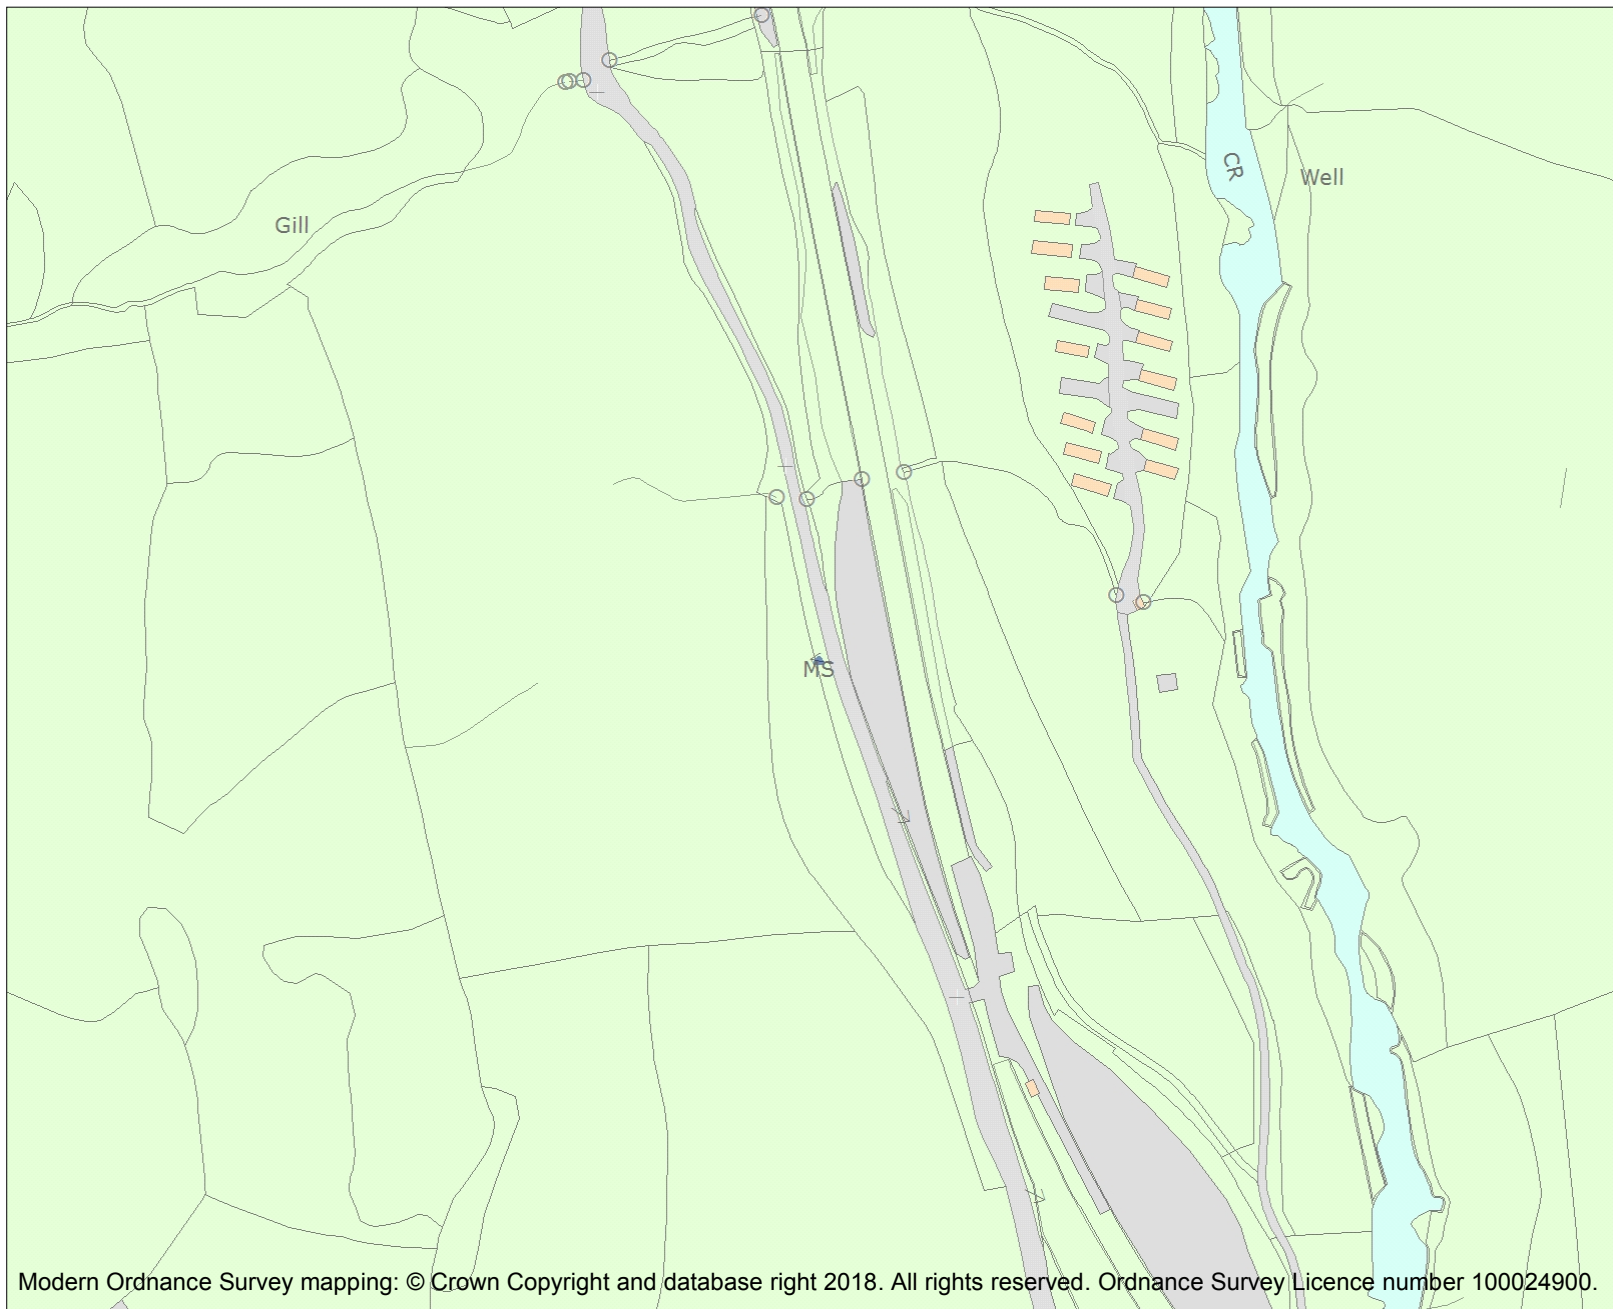 CR
Well
Gill
MS
Modern Ordnance Survey mapping: © Crown Copyright and database right 2018. All rights reserved. Ordnance Survey Licence number 100024900.